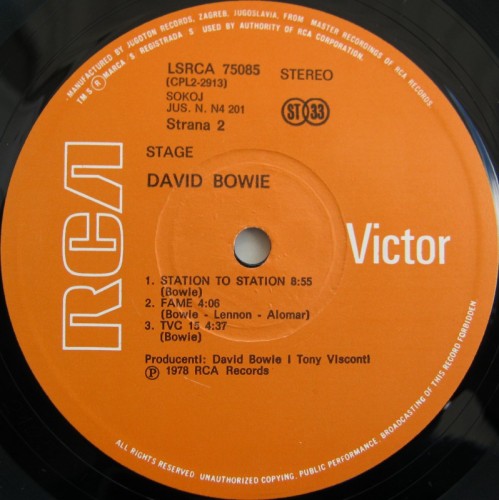 MANUFACTURED BY JUGOTON RECORDS, ZAGREB, JUGOSLAVIA, FROM MASTER RECORDINGS OF RCA RECORDS.
TMS ® MARCA S REGISTRADA S USED BY AUTHORITY OF RCA CORPORATION.
LSRCA 75085 STEREO
(CPL2-2913)
SOKOJ
JUS. N. N4 201
ST 33
Strana 2
STAGE
DAVID BOWIE
RCA Victor
1. STATION TO STATION 8:55
(Bowie)
2. FAME 4:06
(Bowie - Lennon - Alomar)
3. TVC 15 4:37
(Bowie)
Producenti: David Bowie i Tony Visconti
℗ 1978 RCA Records
ALL RIGHTS RESERVED. UNAUTHORIZED COPYING, PUBLIC PERFORMANCE, BROADCASTING OF THIS RECORD FORBIDDEN.